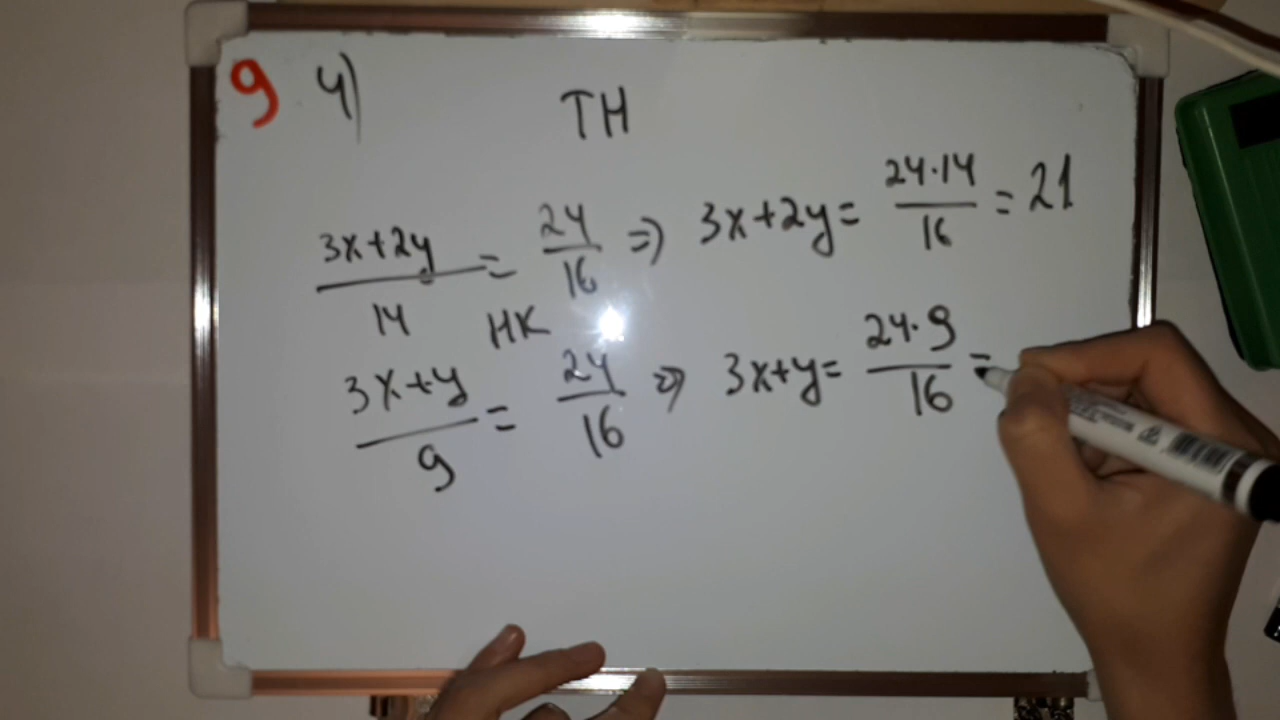 9 4)
TH
3x+2y/14 = 24/16 => 3x+2y = 24·14/16 = 21
HK
3x+y/9 = 24/16 => 3x+y = 24·9/16 =